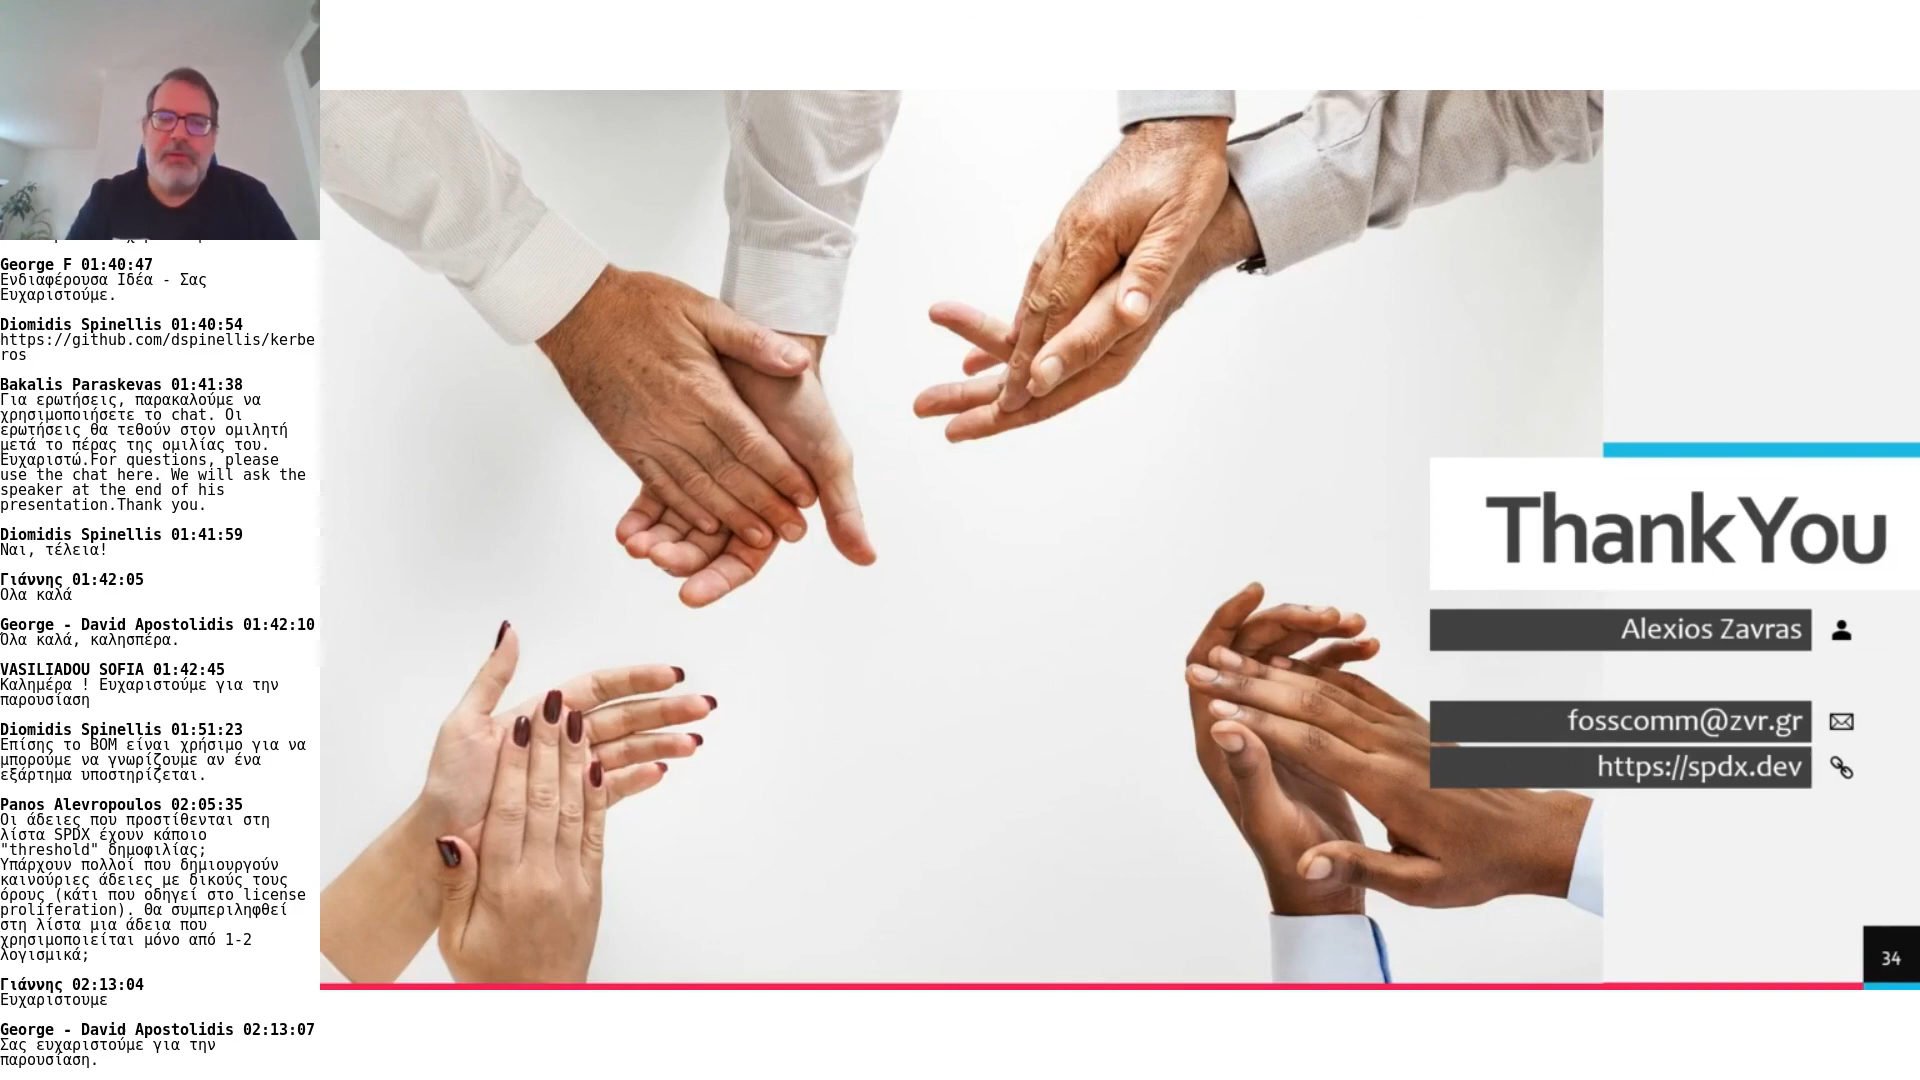 George F 01:40:47
Ενδιαφέρουσα Ιδέα - Σας
Ευχαριστούμε.
Diomidis Spinellis 01:40:54
https://github.com/dspinellis/kerbe
ros
Bakalis Paraskevas 01:41:38
Για ερωτήσεις, παρακαλούμε να
χρησιμοποιήσετε το chat. Οι
ερωτήσεις θα τεθούν στον ομιλητή
μετά το πέρας της ομιλίας του.
Ευχαριστώ.For questions, please
use the chat here. We will ask the
speaker at the end of his
presentation.Thank you.
Diomidis Spinellis 01:41:59
Ναι, τέλεια!
Γιάννης 01:42:05
Ολα καλά
George - David Apostolidis 01:42:10
Όλα καλά, καλησπέρα.
VASILIADOU SOFIA 01:42:45
Καλημέρα ! Ευχαριστούμε για την
παρουσίαση
Diomidis Spinellis 01:51:23
Επίσης το BOM είναι χρήσιμο για να
μπορούμε να γνωρίζουμε αν ένα
εξάρτημα υποστηρίζεται.
Panos Alevropoulos 02:05:35
Οι άδειες που προστίθενται στη
λίστα SPDX έχουν κάποιο
"threshold" δημοφιλίας;
Υπάρχουν πολλοί που δημιουργούν
καινούριες άδειες με δικούς τους
όρους (κάτι που οδηγεί στο license
proliferation). Θα συμπεριληφθεί
στη λίστα μια άδεια που
χρησιμοποιείται μόνο από 1-2
λογισμικά;
Γιάννης 02:13:04
Ευχαριστουμε
George - David Apostolidis 02:13:07
Σας ευχαριστούμε για την
παρουσίαση.
Thank You
Alexios Zavras
fosscomm@zvr.gr
https://spdx.dev
34